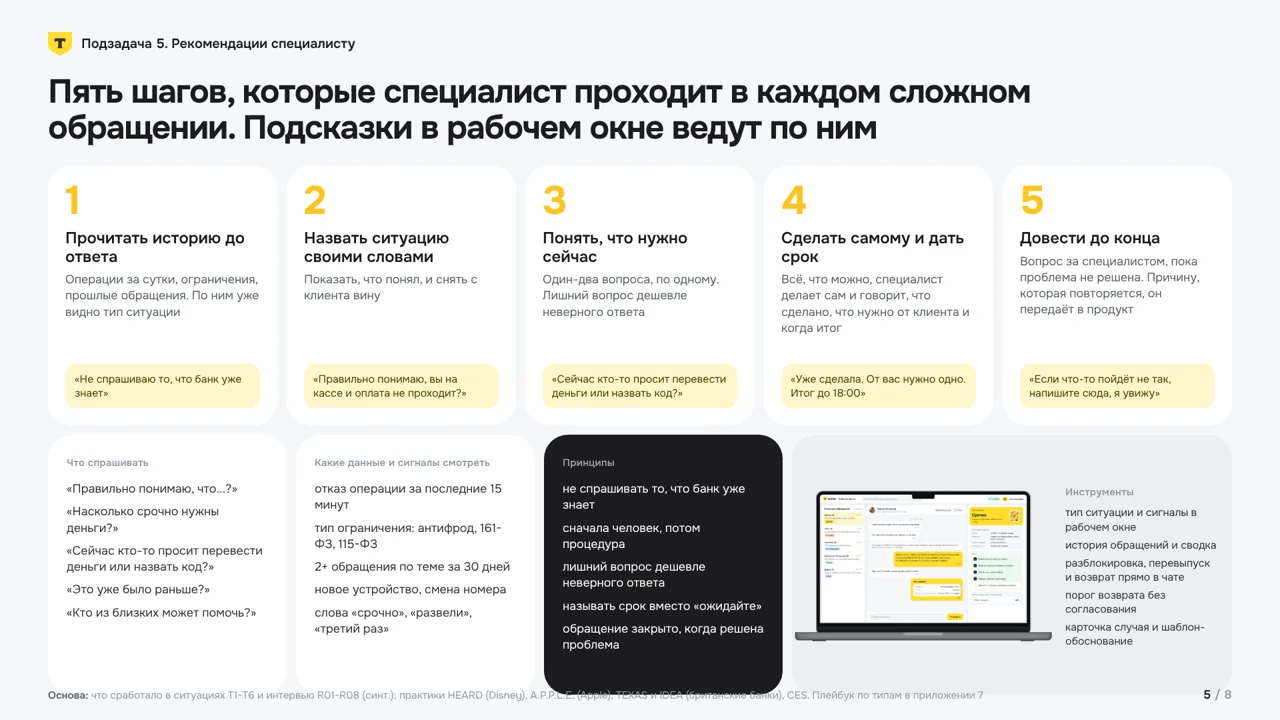 Подзадача 5. Рекомендации специалисту
Пять шагов, которые специалист проходит в каждом сложном
обращении. Подсказки в рабочем окне ведут по ним
1
Прочитать историю до
ответа
Операции за сутки, ограничения,
прошлые обращения. По ним уже
видно тип ситуации
«Не спрашиваю то, что банк уже
знает»
2
Назвать ситуацию
своими словами
Показать, что понял, и снять с
клиента вину
«Правильно понимаю, вы на
кассе и оплата не проходит?»
3
Понять, что нужно
сейчас
Один-два вопроса, по одному.
Лишний вопрос дешевле
неверного ответа
«Сейчас кто-то просит перевести
деньги или назвать код?»
4
Сделать самому и дать
срок
Всё, что можно, специалист
делает сам и говорит, что
сделано, что нужно от клиента и
когда итог
«Уже сделала. От вас нужно одно.
Итог до 18:00»
5
Довести до конца
Вопрос за специалистом, пока
проблема не решена. Причину,
которая повторяется, он
передаёт в продукт
«Если что-то пойдёт не так,
напишите сюда, я увижу»
Что спрашивать
«Правильно понимаю, что...?»
«Насколько срочно нужны
деньги?»
«Сейчас кто-то просит перевести
деньги или назвать код?»
«Это уже было раньше?»
«Кто из близких может помочь?»
Какие данные и сигналы смотреть
отказ операции за последние 15
минут
тип ограничения: антифрод, 161-
ФЗ, 115-ФЗ
2+ обращения по теме за 30 дней
новое устройство, смена номера
слова «срочно», «развели»,
«третий раз»
Принципы
не спрашивать то, что банк уже
знает
сначала человек, потом
процедура
лишний вопрос дешевле
неверного ответа
называть срок вместо «ожидайте»
обращение закрыто, когда решена
проблема
Срочно
Инструменты
тип ситуации и сигналы в
рабочем окне
история обращений и сводка
разблокировка, перевыпуск
и возврат прямо в чате
порог возврата без
согласования
карточка случая и шаблон-
обоснование
Основа: что сработало в ситуациях T1-T6 и интервью R01-R08 (синт.); практики HEARD (Disney), A.P.P.L.E. (Apple), TEXAS и IDEA (британские банки), CES. Плейбук по типам в приложении 7
5 / 8